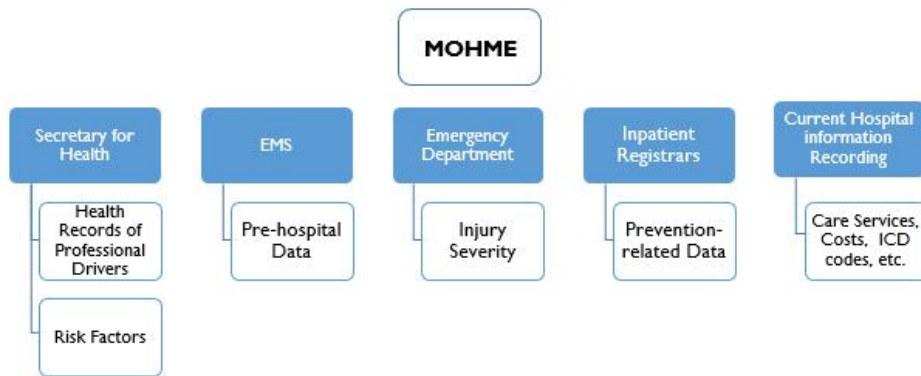 MOHME
Secretary for
Health
EMS
Emergency
Department
Inpatient
Registrars
Current Hospital
information
Recording
Health
Records of
Professional
Drivers
Pre-hospital
Data
Injury
Severity
Prevention-
related Data
Care Services,
Costs, ICD
codes, etc.
Risk Factors